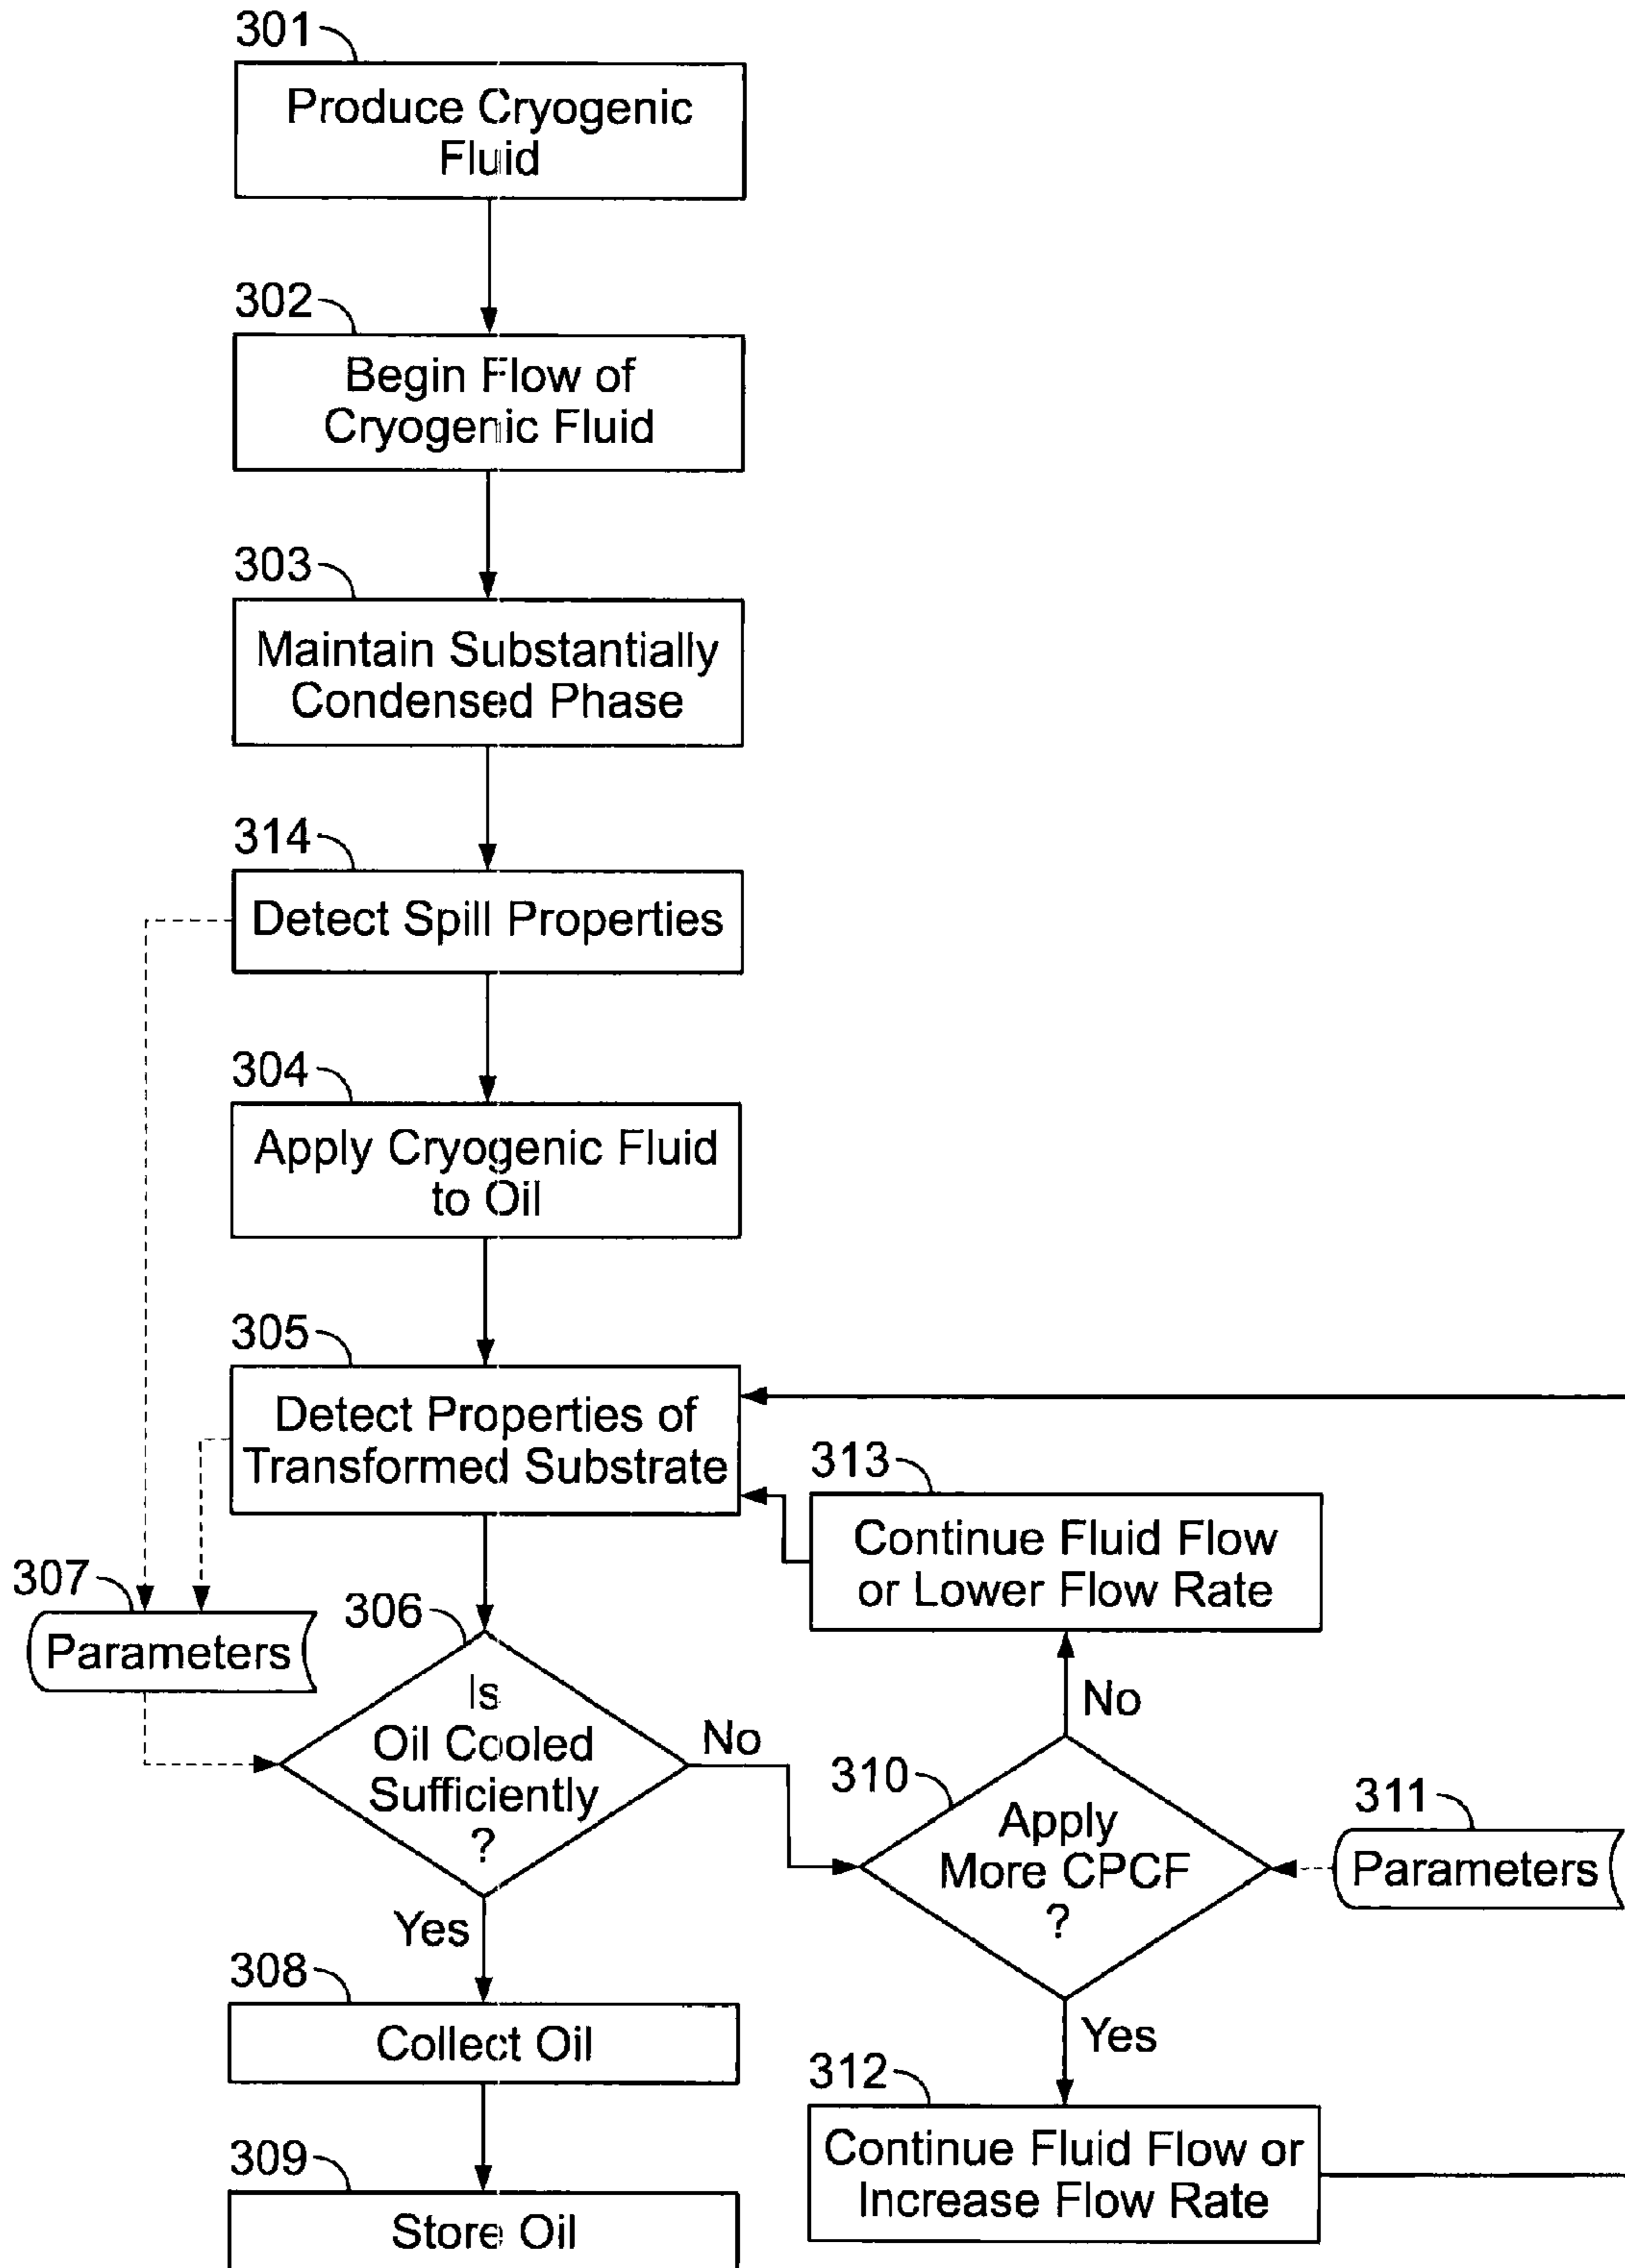 301
Produce Cryogenic
Fluid
302
Begin Flow of
Cryogenic Fluid
303
Maintain Substantially
Condensed Phase
314
Detect Spill Properties
304
Apply Cryogenic Fluid
to Oil
305
Detect Properties of
Transformed Substrate
313
Continue Fluid Flow
or Lower Flow Rate
307
Parameters
306
Is
Oil Cooled
Sufficiently
?
No
No
310
Apply
More CPCF
?
311
Parameters
Yes
308
Collect Oil
Yes
312
Continue Fluid Flow or
Increase Flow Rate
309
Store Oil